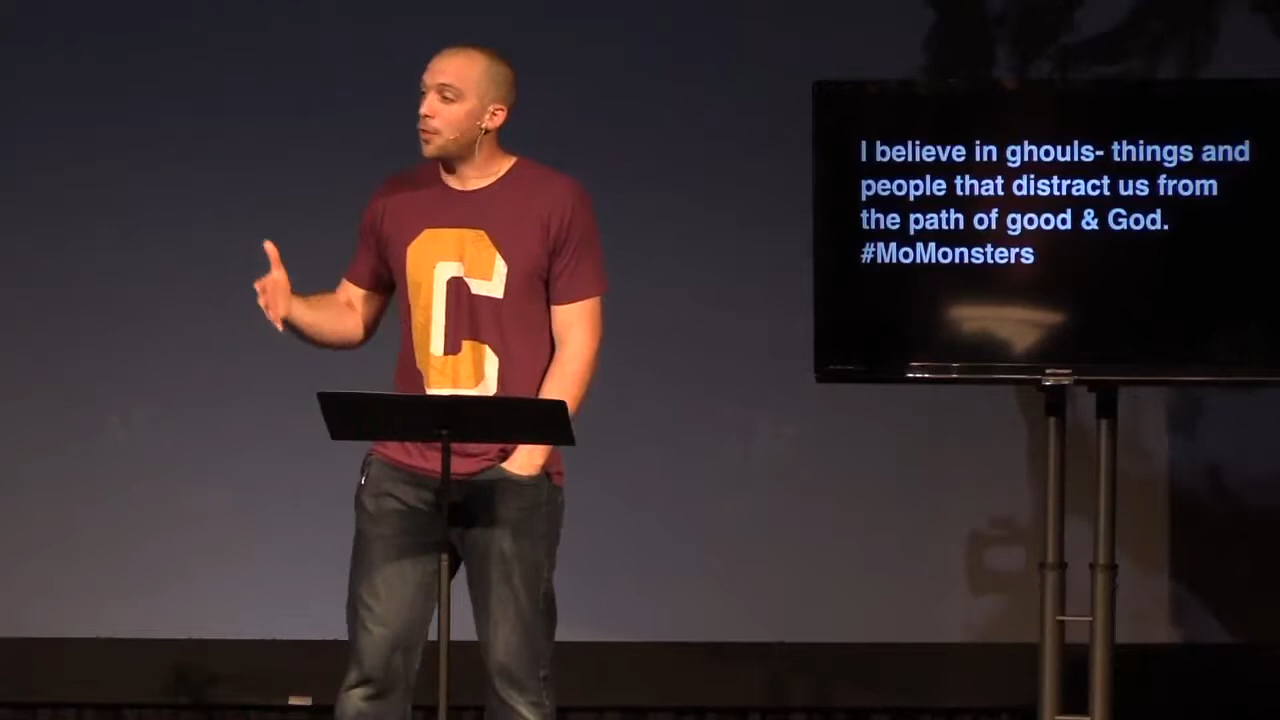 C
I believe in ghouls- things and
people that distract us from
the path of good & God.
#MoMonsters